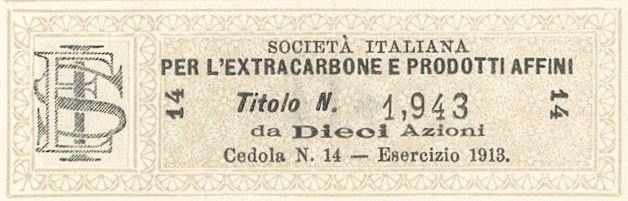 SOCIETÀ ITALIANA
PER L'EXTRACARBONE E PRODOTTI AFFINI
14
Titolo N. 1,943
14
da Dieci Azioni
Cedola N. 14 — Esercizio 1913.